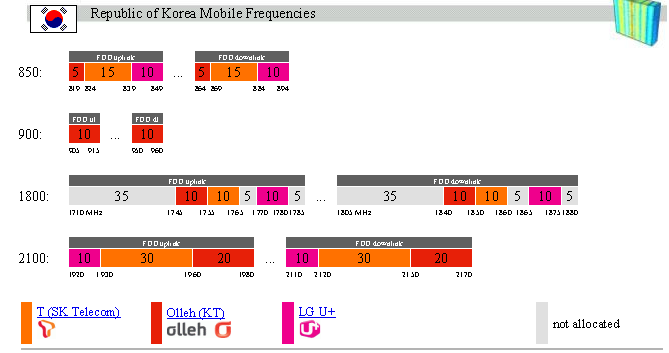 Republic of Korea Mobile Frequencies
FDD uplink FDD downlink
850: 5 15 10 ... 5 15 10
819 824 839 849 864 869 884 894
FDD ul FDD dl
900: 10 ... 10
905 915 950 960
FDD uplink FDD downlink
1800: 35 10 10 5 10 5 ... 35 10 10 5 10 5
1710 MHz 1745 1755 1765 1770 1780 1785 1805 MHz 1840 1850 1860 1865 1875 1880
FDD uplink FDD downlink
2100: 10 30 20 ... 10 30 20
1920 1930 1960 1980 2110 2120 2150 2170
T (SK Telecom) Olleh (KT) LG U+
olleh U+ not allocated